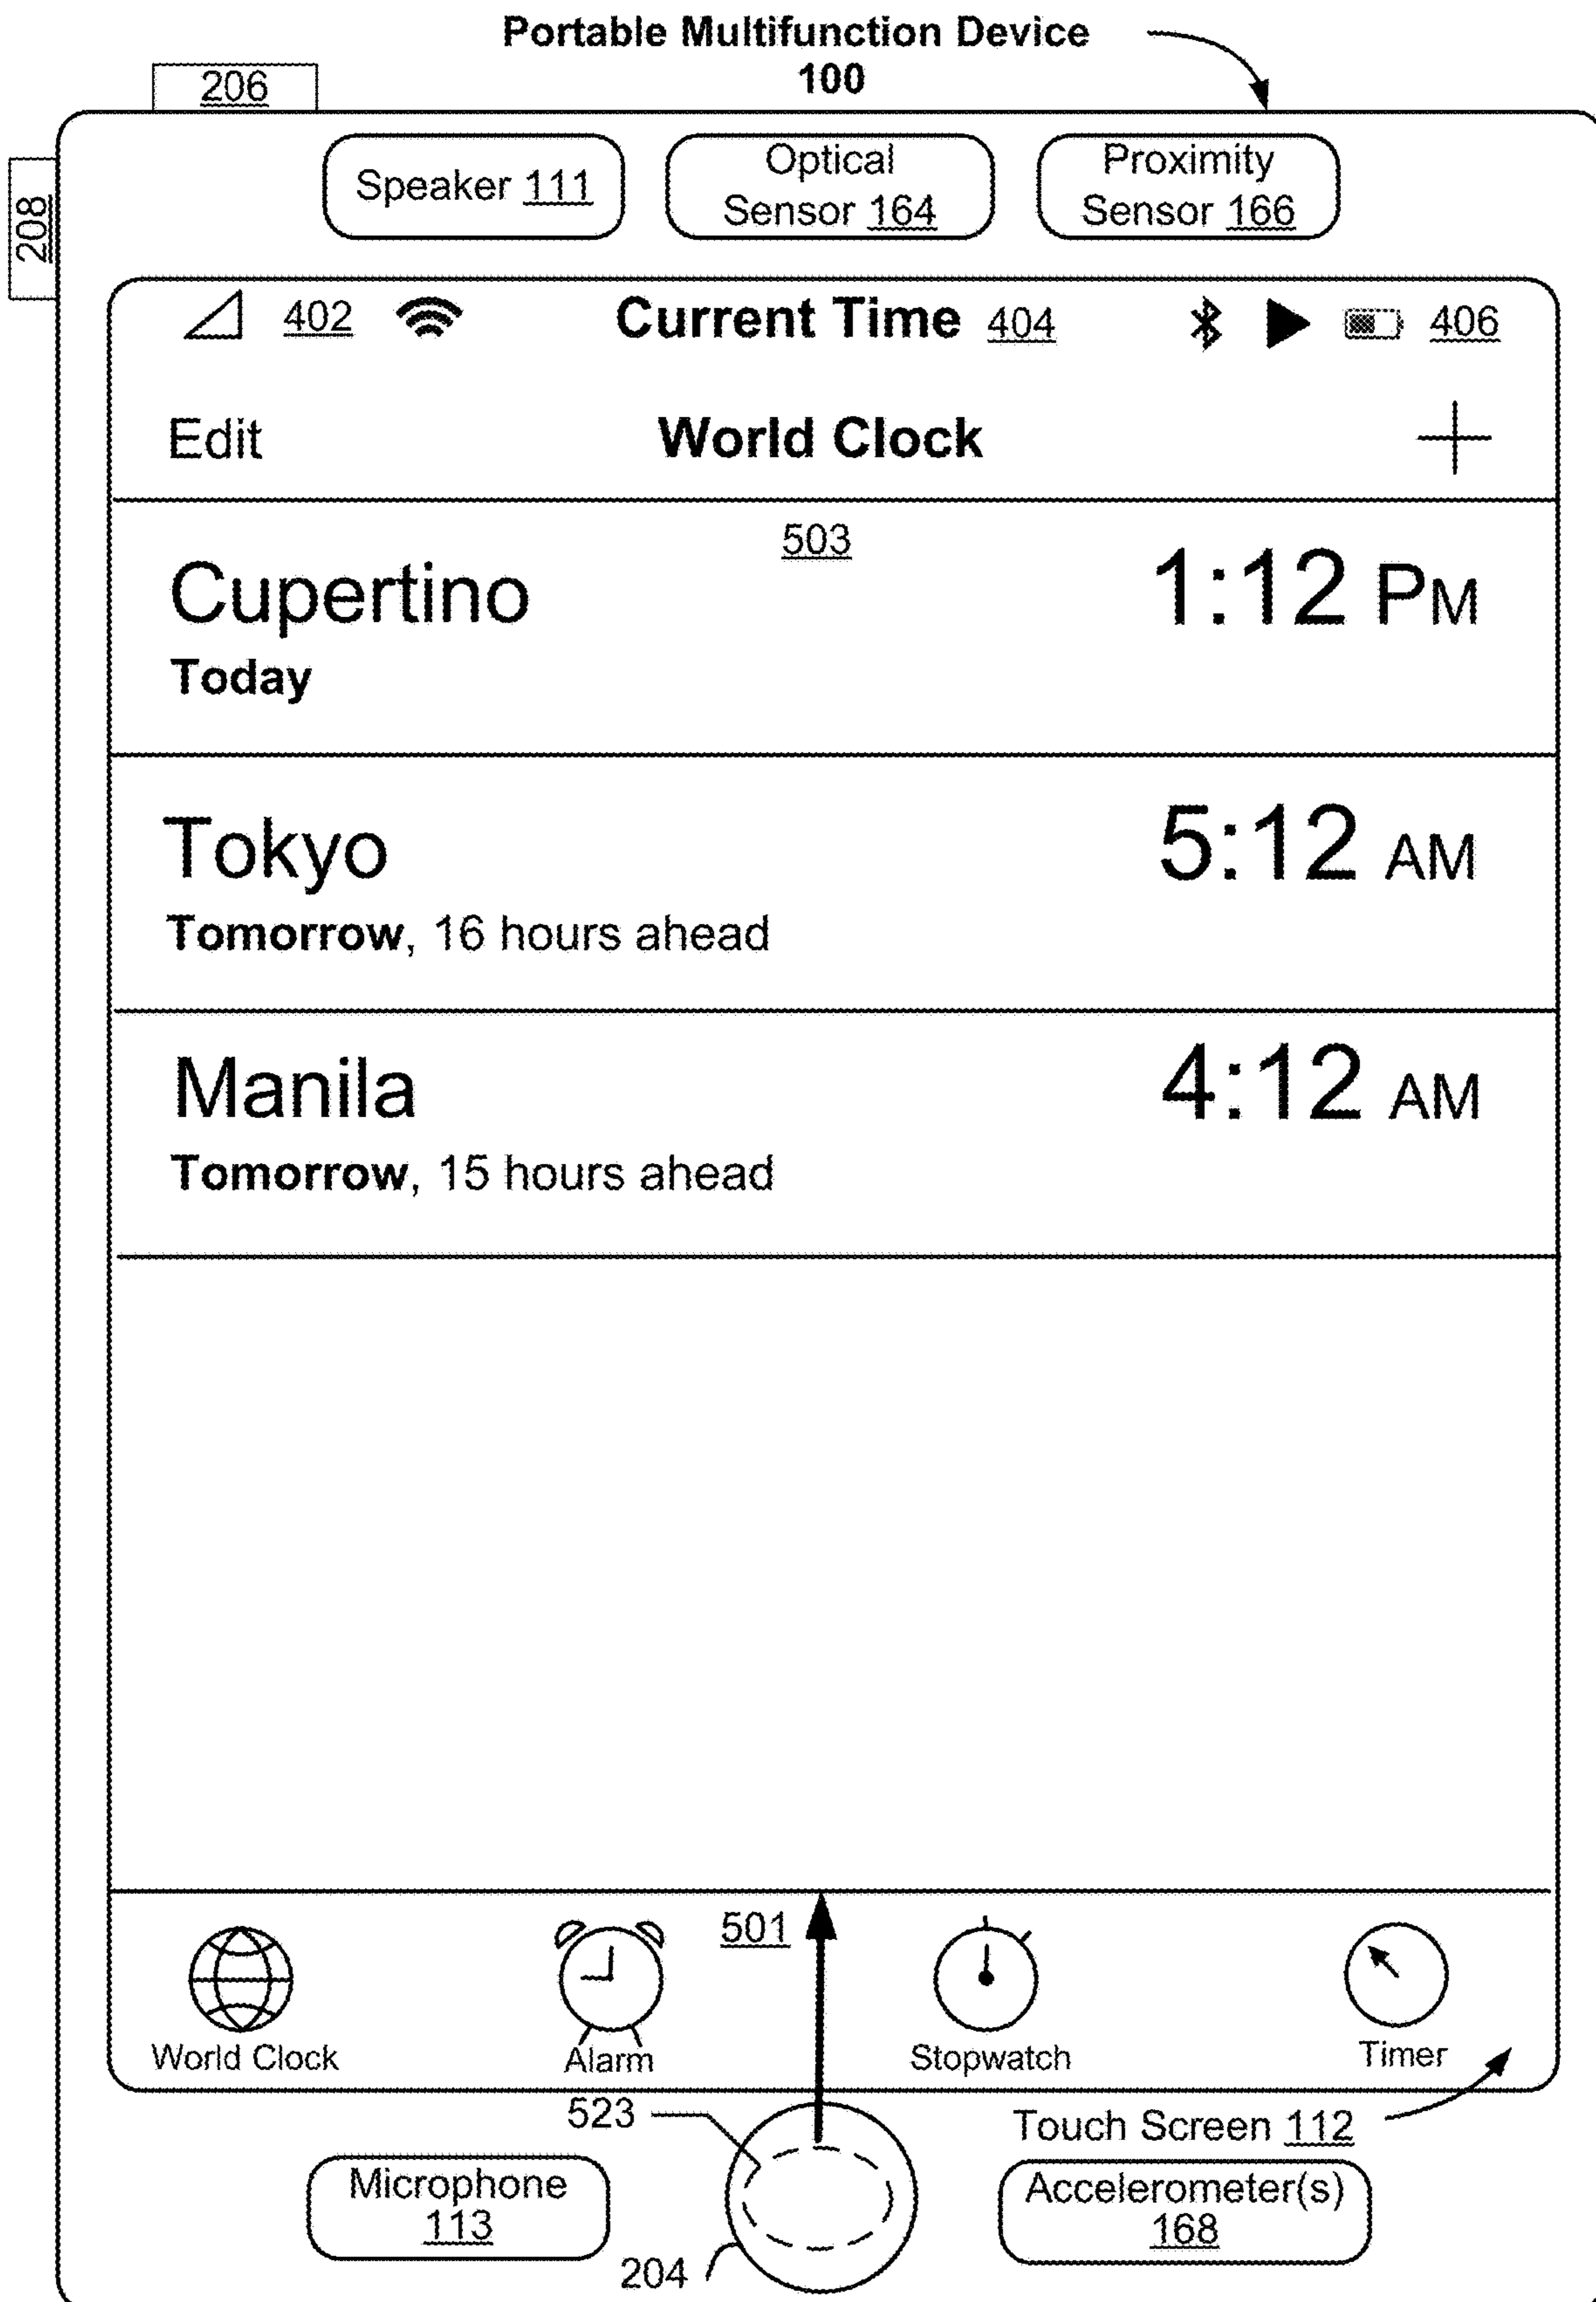 Portable Multifunction Device
100
206
208
Speaker 111
Optical
Sensor 164
Proximity
Sensor 166
402 Current Time 404 406
Edit World Clock +
503
Cupertino 1:12 PM
Today
Tokyo 5:12 AM
Tomorrow, 16 hours ahead
Manila 4:12 AM
Tomorrow, 15 hours ahead
501
World Clock Alarm Stopwatch Timer
523
Touch Screen 112
Microphone
113
Accelerometer(s)
168
204